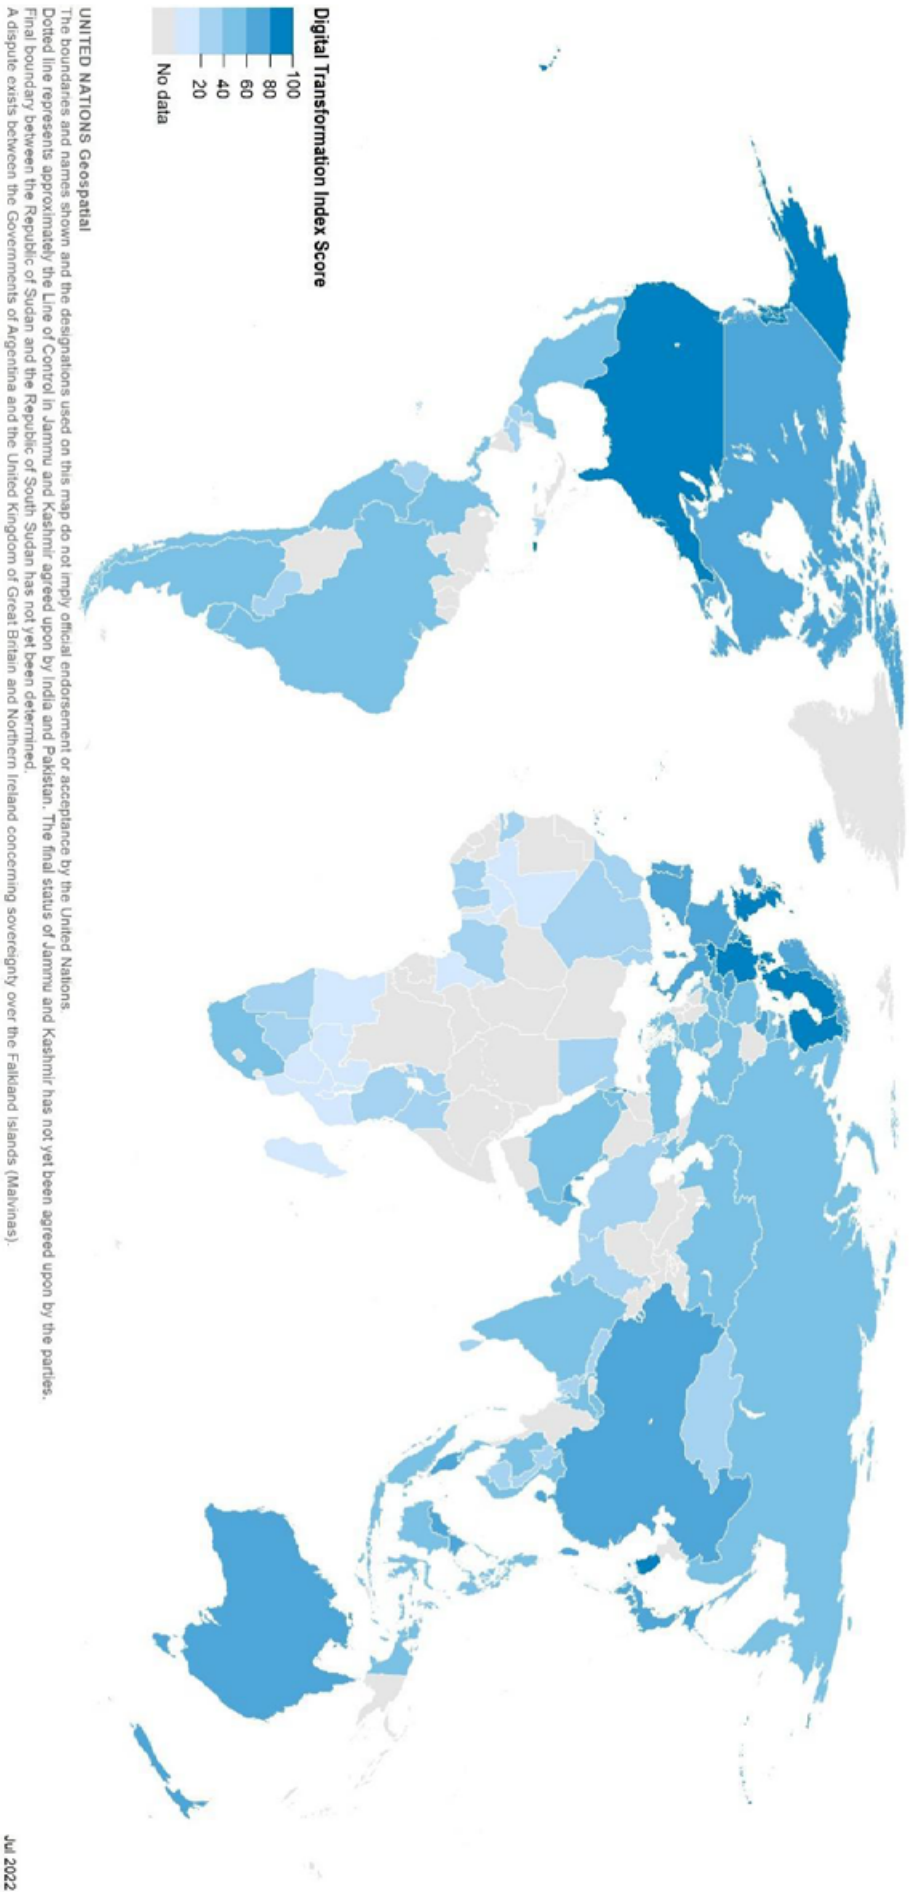 Digital Transformation Index Score
100
80
60
40
20
No data
UNITED NATIONS Geospatial
The boundaries and names shown and the designations used on this map do not imply official endorsement or acceptance by the United Nations.
Dotted line represents approximately the Line of Control in Jammu and Kashmir agreed upon by India and Pakistan. The final status of Jammu and Kashmir has not yet been agreed upon by the parties.
Final boundary between the Republic of Sudan and the Republic of South Sudan has not yet been determined.
A dispute exists between the Governments of Argentina and the United Kingdom of Great Britain and Northern Ireland concerning sovereignty over the Falkland Islands (Malvinas).
Jul 2022